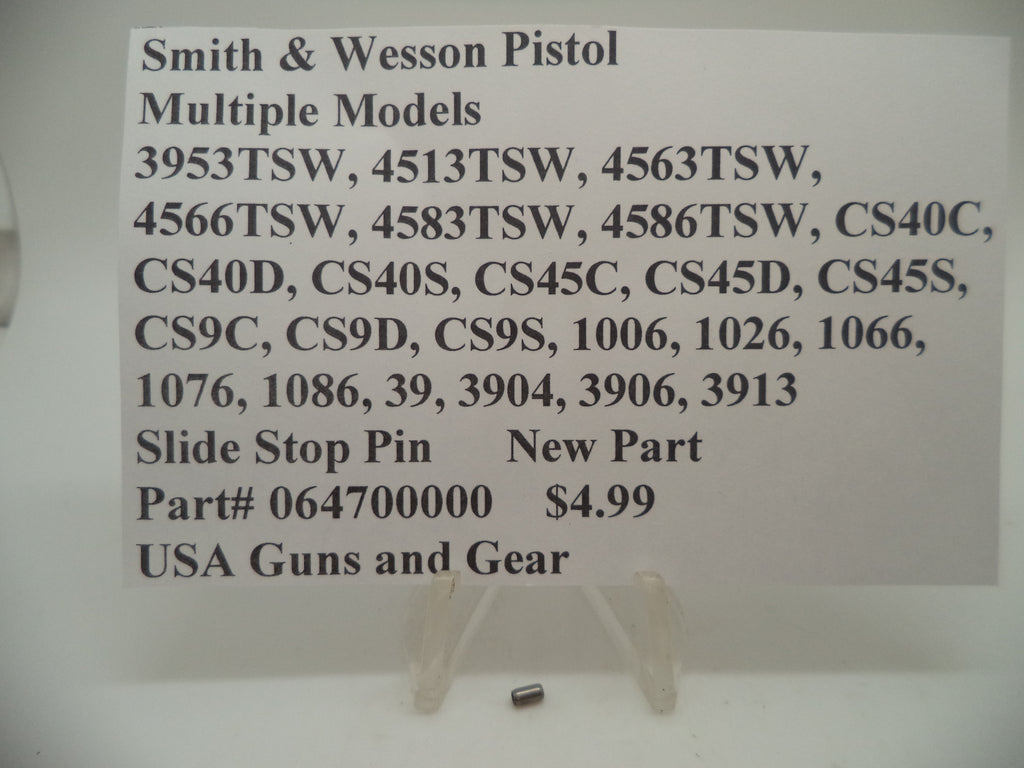 Smith & Wesson Pistol
Multiple Models
3953TSW, 4513TSW, 4563TSW,
4566TSW, 4583TSW, 4586TSW, CS40C,
CS40D, CS40S, CS45C, CS45D, CS45S,
CS9C, CS9D, CS9S, 1006, 1026, 1066,
1076, 1086, 39, 3904, 3906, 3913
Slide Stop Pin New Part
Part# 064700000 $4.99
USA Guns and Gear